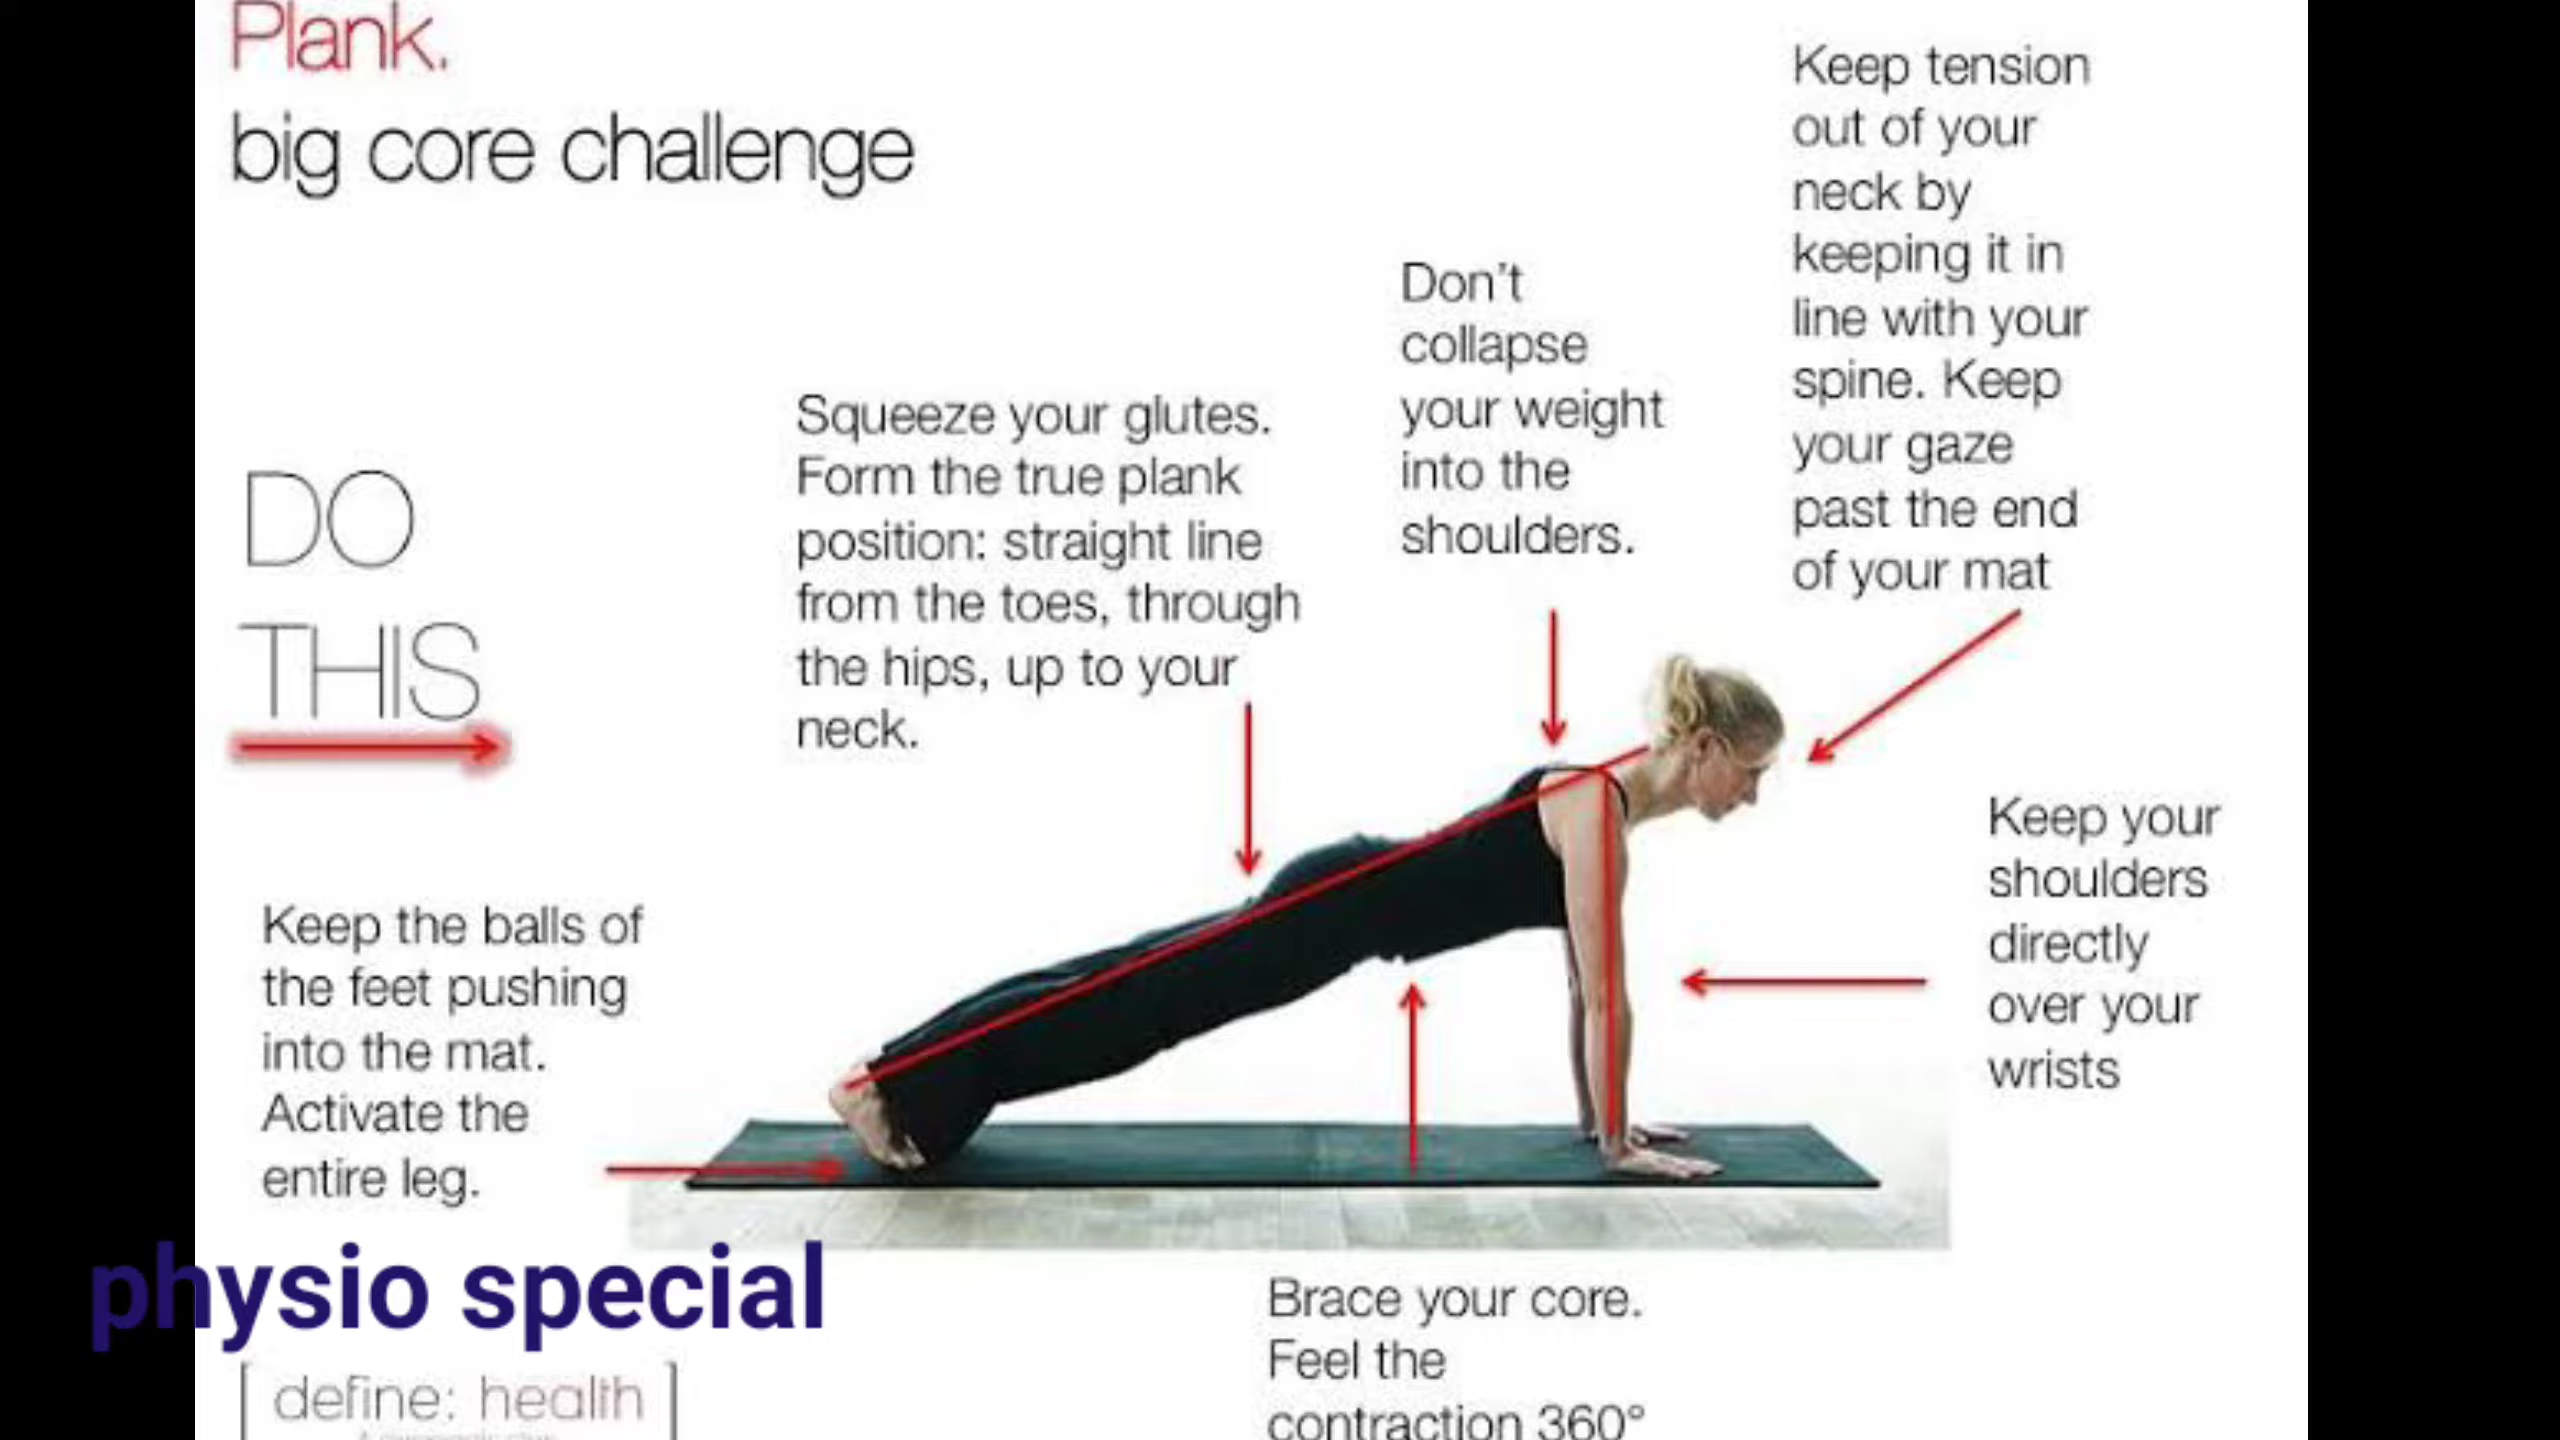 Plank.
big core challenge
DO
THIS
Keep the balls of
the feet pushing
into the mat.
Activate the
entire leg.
Squeeze your glutes.
Form the true plank
position: straight line
from the toes, through
the hips, up to your
neck.
Don't
collapse
your weight
into the
shoulders.
Keep tension
out of your
neck by
keeping it in
line with your
spine. Keep
your gaze
past the end
of your mat
Keep your
shoulders
directly
over your
wrists
Brace your core.
Feel the
contraction 360°
physio special
[ define: health ]